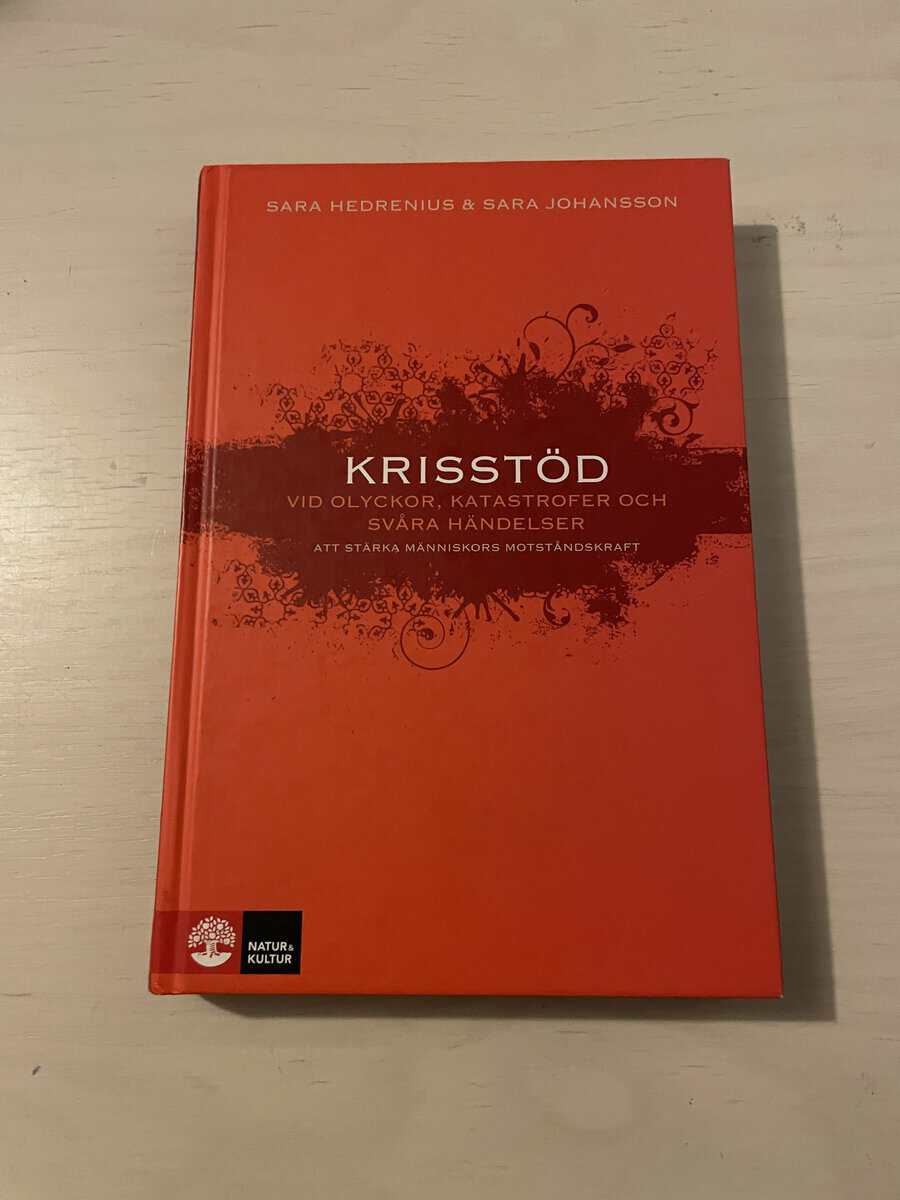 SARA HEDRENIUS & SARA JOHANSSON
KRISSTÖD
VID OLYCKOR, KATASTROFER OCH
SVÅRA HÄNDELSER
ATT STÄRKA MÄNNISKORS MOTSTÅNDSKRAFT
NATUR &
KULTUR